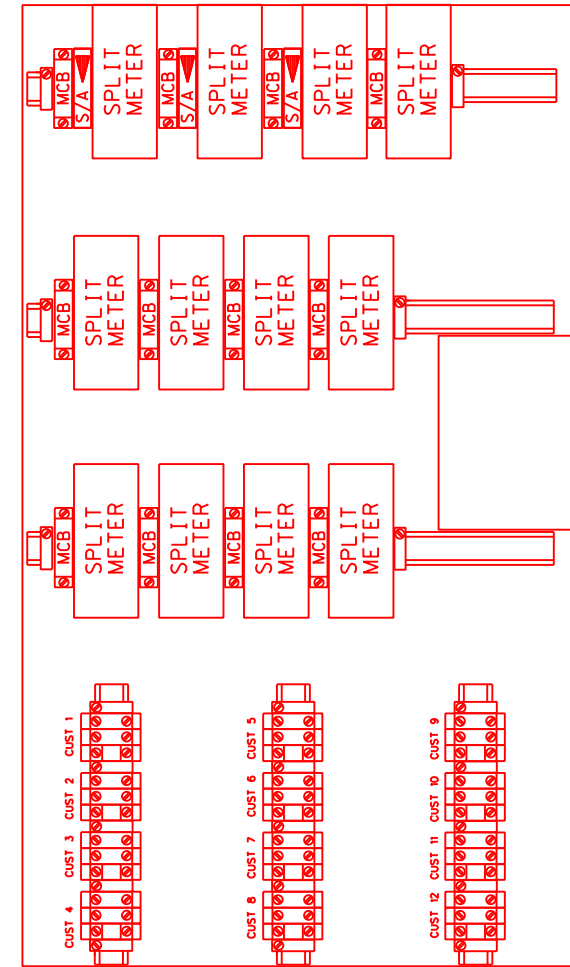 MCB
S/A
SPLIT
METER
MCB
S/A
SPLIT
METER
MCB
S/A
SPLIT
METER
MCB
SPLIT
METER
MCB
SPLIT
METER
MCB
SPLIT
METER
MCB
SPLIT
METER
MCB
SPLIT
METER
MCB
SPLIT
METER
MCB
SPLIT
METER
MCB
SPLIT
METER
MCB
SPLIT
METER
CUST 1
CUST 2
CUST 3
CUST 4
CUST 5
CUST 6
CUST 7
CUST 8
CUST 9
CUST 10
CUST 11
CUST 12